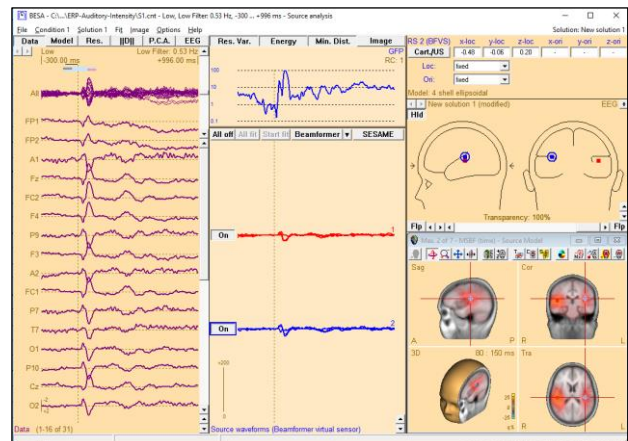 BESA - C:\...\ERP-Auditory-Intensity\S1.cnt - Low, Low Filter: 0.53 Hz, -300 ... +996 ms - Source analysis
File Condition 1 Solution 1 Fit Image Options Help
Solution: New solution 1
Data Model Res. ||D|| P.C.A. EEG
Low Low Filter: 0.53 Hz
-300.00 ms +996.00 ms
All
FP1
FP2
A1
Fz
FC2
F4
P9
F3
A2
FC1
P7
T7
O1
P10
Cz
O2
-2
+2
Data (1-16 of 31)
Res. Var. Energy Min. Dist. Image
GFP
RC: 1
100
10
1
0.1
All off All fit Start fit Beamformer SESAME
On 1
On 2
+200
0
Source waveforms (Beamformer virtual sensor)
RS 2 (BFVS) x-loc y-loc z-loc x-ori y-ori z-ori
Cart./US -0.48 -0.06 0.20 - - -
Loc: fixed
Ori: fixed
Model: 4 shell ellipsoidal
New solution 1 (modified) EEG
Hld
Transparency: 100%
Flp Flp
Max. 2 of 7 - MSBF (time) - Source Model
Sag Cor
A P R L
3D 80 : 150 ms Tra
R L